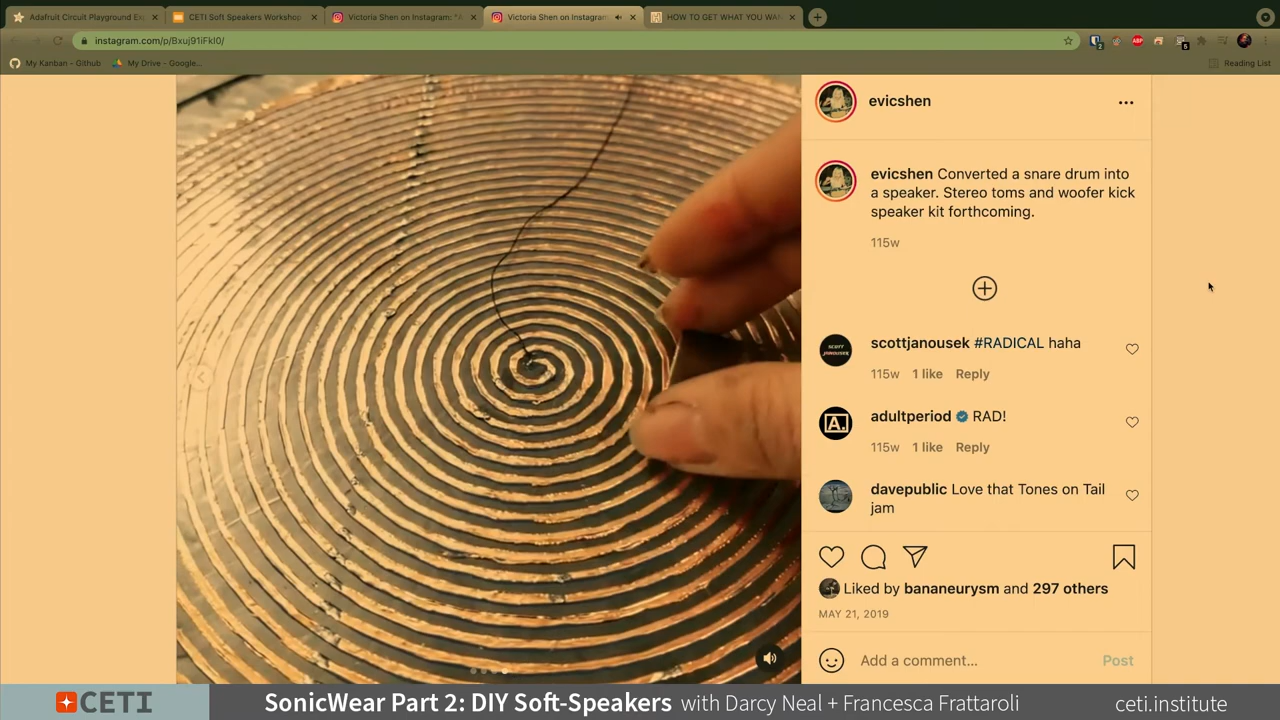 Adafruit Circuit Playground Ex
CETI Soft Speakers Workshop
Victoria Shen on Instagram: "A
Victoria Shen on Instagram
HOW TO GET WHAT YOU WA
instagram.com/p/Bxuj91iFkl0/
My Kanban - Github
My Drive - Google...
Reading List
evicshen
evicshen Converted a snare drum into
a speaker. Stereo toms and woofer kick
speaker kit forthcoming.
115w
scottjanousek #RADICAL haha
115w 1 like Reply
adultperiod RAD!
115w 1 like Reply
davepublic Love that Tones on Tail
jam
Liked by bananeurysm and 297 others
MAY 21, 2019
Add a comment... Post
CETI
SonicWear Part 2: DIY Soft-Speakers with Darcy Neal + Francesca Frattaroli
ceti.institute